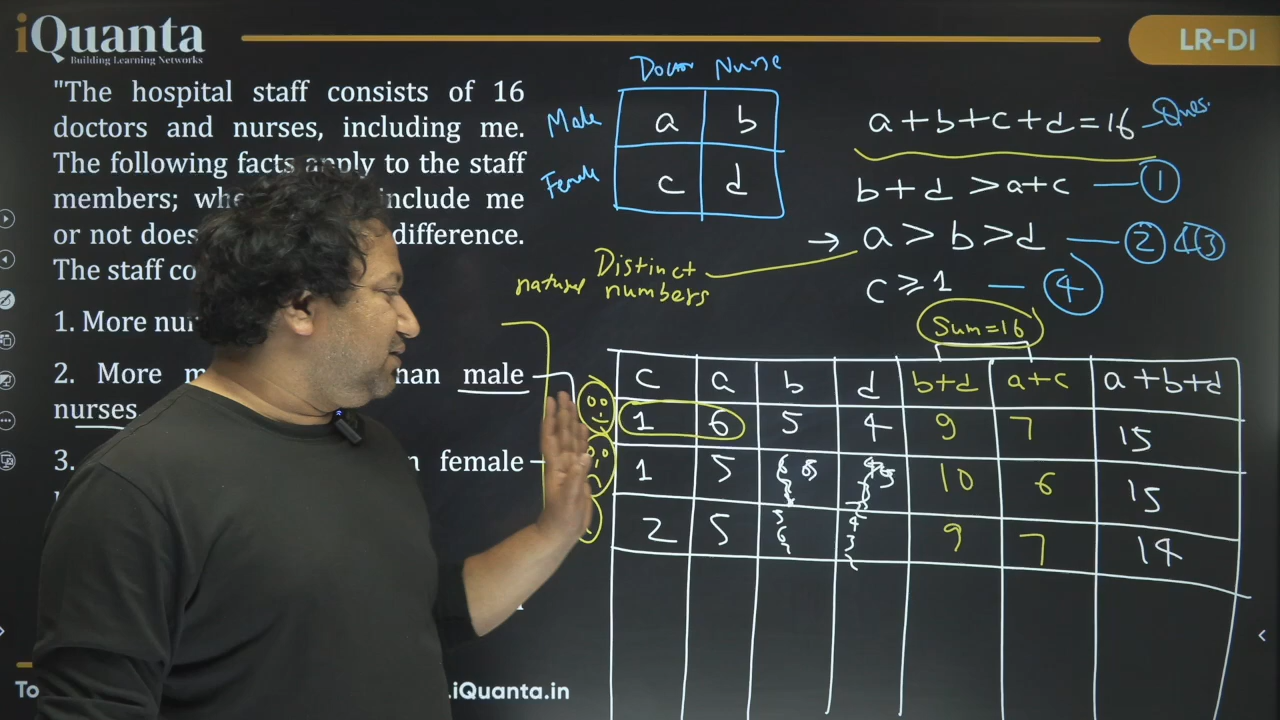 iQuanta
Building Learning Networks
LR-DI
"The hospital staff consists of 16
doctors and nurses, including me.
The following facts apply to the staff
members; include me
or not does difference.
The staff co
1. More
2. More han male
nurses
3. n female
To
.iQuanta.in
Doctor Nurse
Male a b
Female c d
a+b+c+d=16 Ques.
b+d >a+c ①
→ a > b > d ② & ③
c ≥ 1 ④
Distinct
natural numbers
Sum=16
c a b d b+d a+c a+b+d
1 6 5 4 9 7 15
1 5 10 6 15
2 5 9 7 14